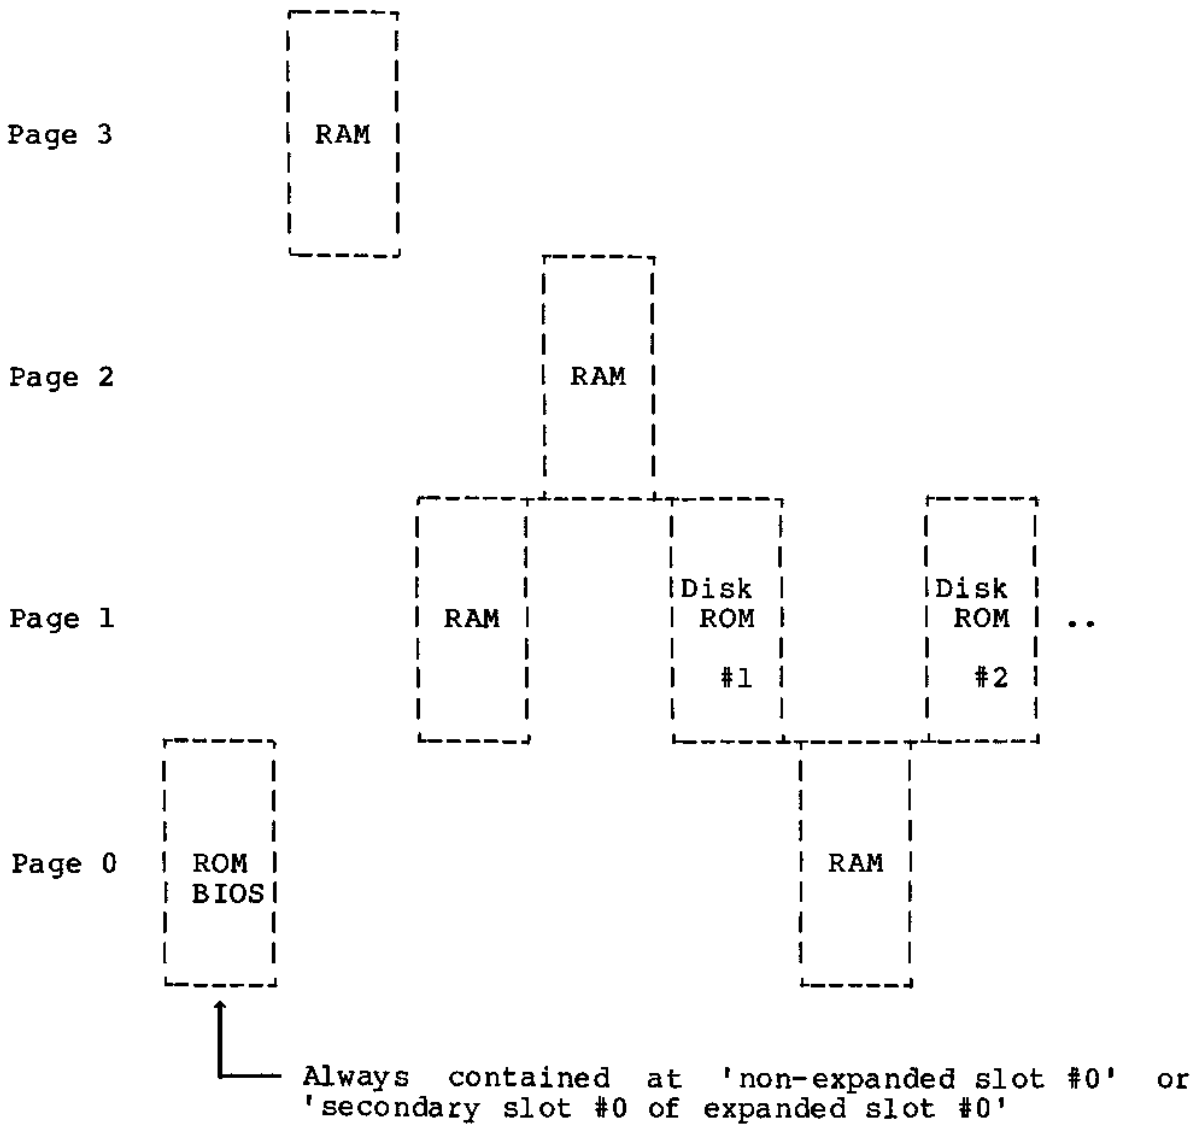 Page 3
RAM
Page 2
RAM
Page 1
RAM
Disk
ROM
#1
Disk
ROM
#2
..
Page 0
ROM
BIOS
RAM
Always contained at 'non-expanded slot #0' or
'secondary slot #0 of expanded slot #0'